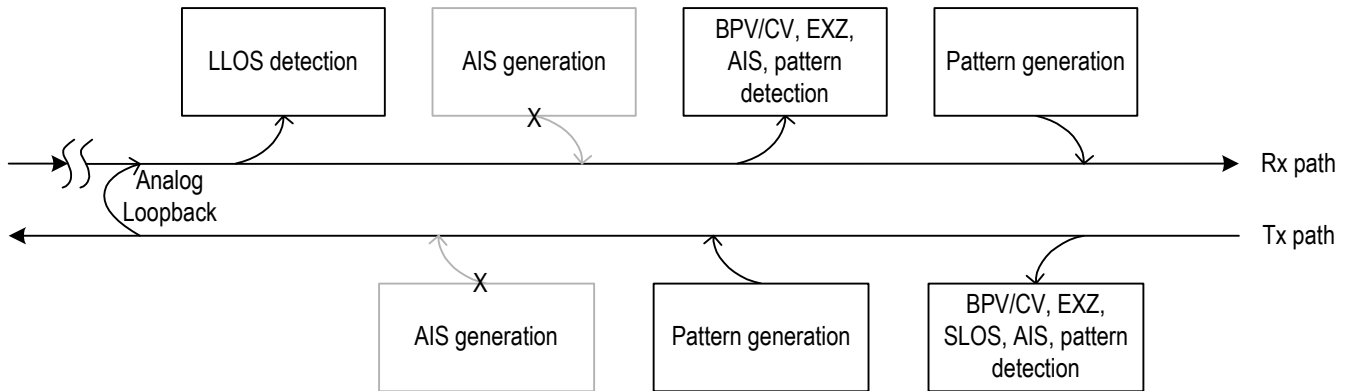 LLOS detection
AIS generation
BPV/CV, EXZ,
AIS, pattern
detection
Pattern generation
X
Rx path
Analog
Loopback
Tx path
X
AIS generation
Pattern generation
BPV/CV, EXZ,
SLOS, AIS, pattern
detection